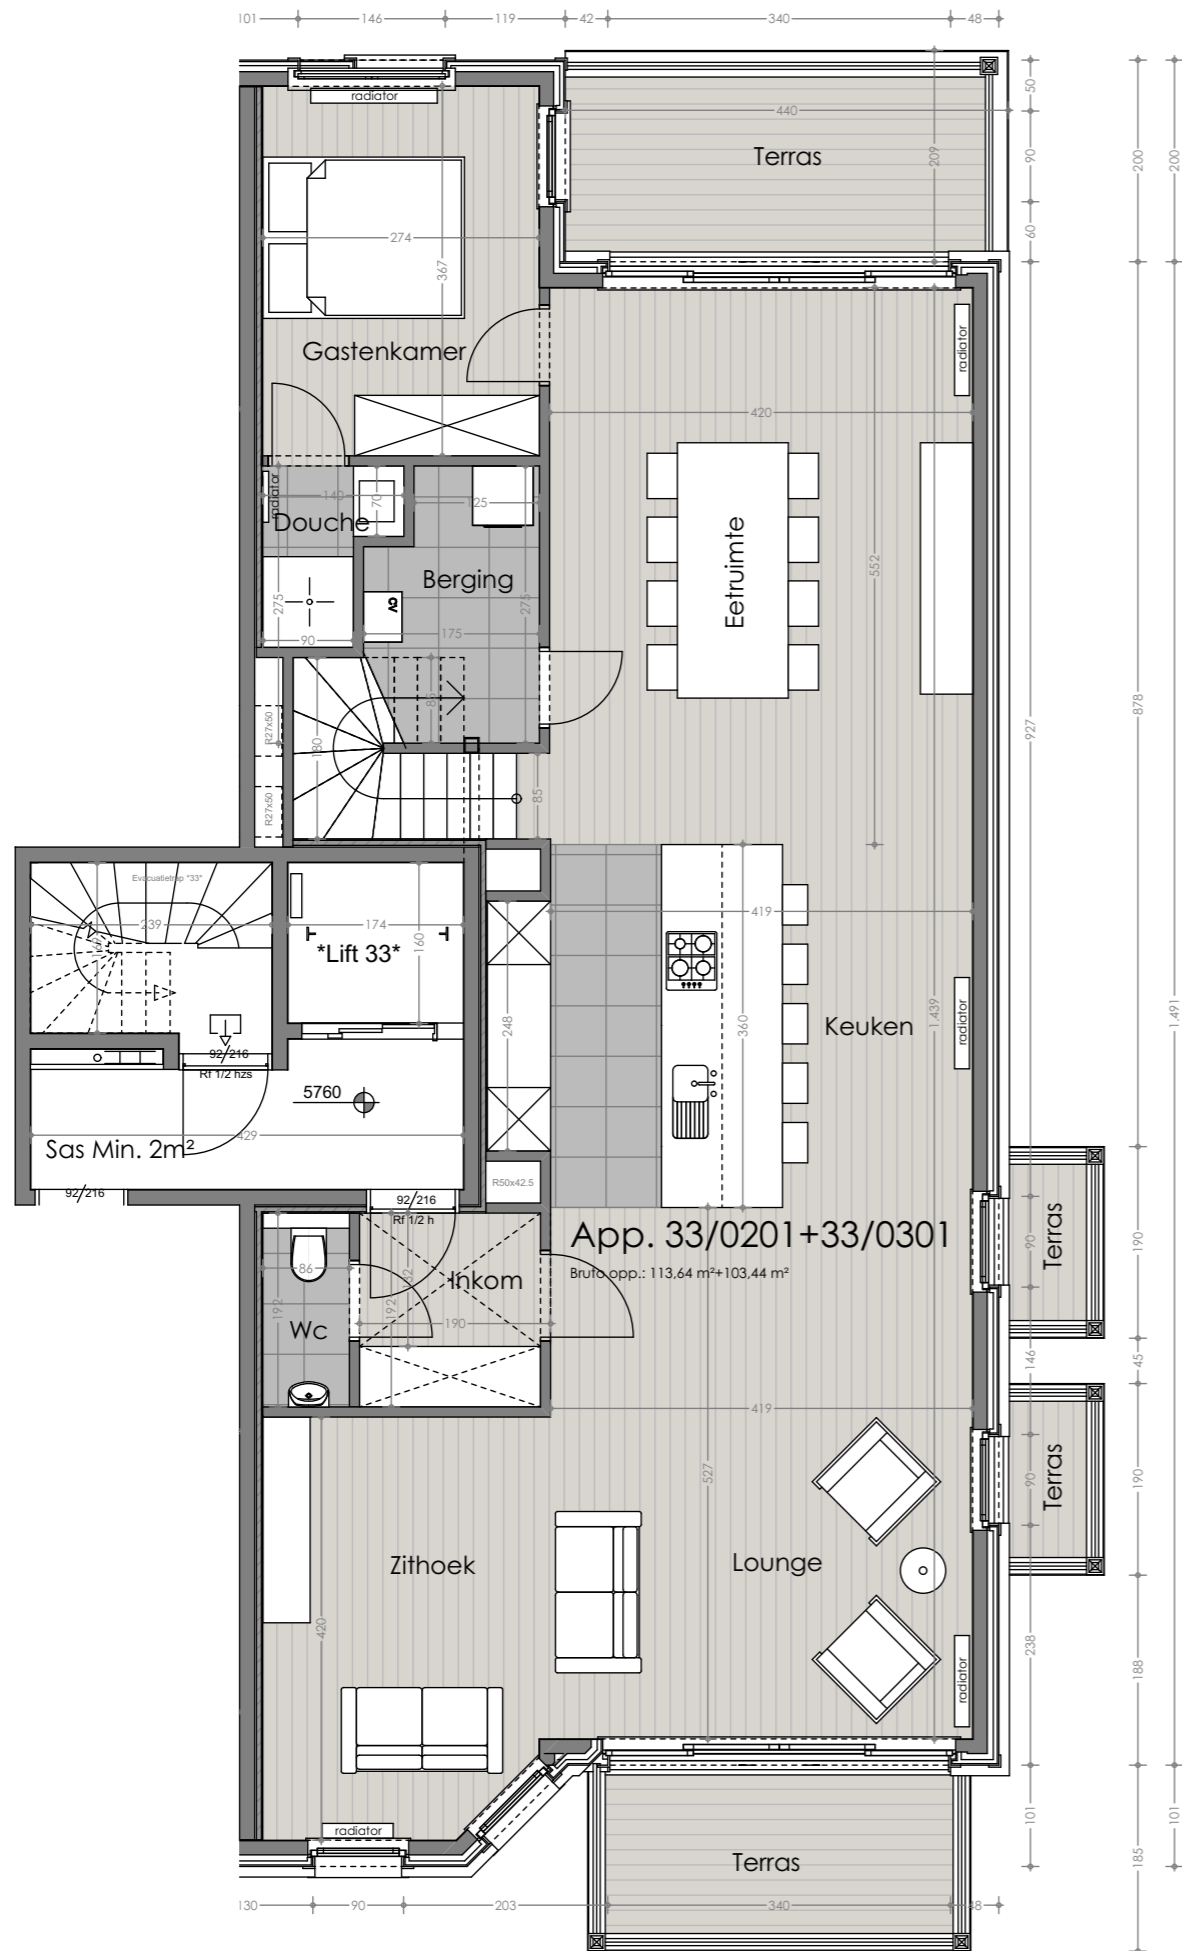 101
146
119
42
340
48
radiator
50
440
Terras
209
90
200
200
60
274
367
Gastenkamer
radiator
420
radiator
140
70
125
Douche
Eetruimte
552
Berging
275
cv
275
90
175
85
R27x50
180
927
878
R27x50
85
Evacuatietrap "33"
239
174
419
*Lift 33*
160
248
360
1.439
Keuken
radiator
1.491
92/216
Rf 1/2 hzs
5760
429
Sas Min. 2m²
92/216
92/216
R50x42.5
Rf 1/2 h
App. 33/0201+33/0301
Bruto opp.: 113,64 m²+103,44 m²
90
Terras
190
86
192
192
Inkom
Wc
190
146
45
419
527
90
Terras
190
Zithoek
Lounge
420
radiator
238
188
radiator
101
101
Terras
185
130
90
203
340
48